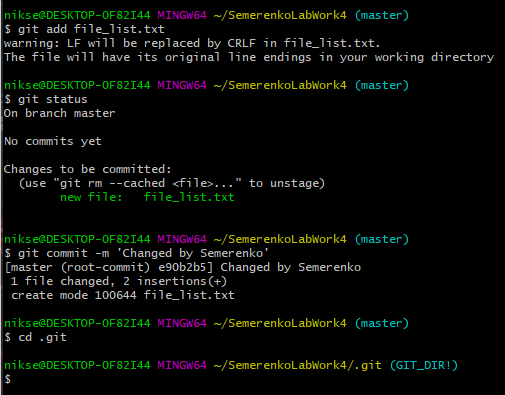 nikse@DESKTOP-OF82I44 MINGW64 ~/SemerenkoLabWork4 (master)
$ git add file_list.txt
warning: LF will be replaced by CRLF in file_list.txt.
The file will have its original line endings in your working directory
nikse@DESKTOP-OF82I44 MINGW64 ~/SemerenkoLabWork4 (master)
$ git status
On branch master
No commits yet
Changes to be committed:
  (use "git rm --cached <file>..." to unstage)
        new file:   file_list.txt
nikse@DESKTOP-OF82I44 MINGW64 ~/SemerenkoLabWork4 (master)
$ git commit -m 'Changed by Semerenko'
[master (root-commit) e90b2b5] Changed by Semerenko
 1 file changed, 2 insertions(+)
 create mode 100644 file_list.txt
nikse@DESKTOP-OF82I44 MINGW64 ~/SemerenkoLabWork4 (master)
$ cd .git
nikse@DESKTOP-OF82I44 MINGW64 ~/SemerenkoLabWork4/.git (GIT_DIR!)
$